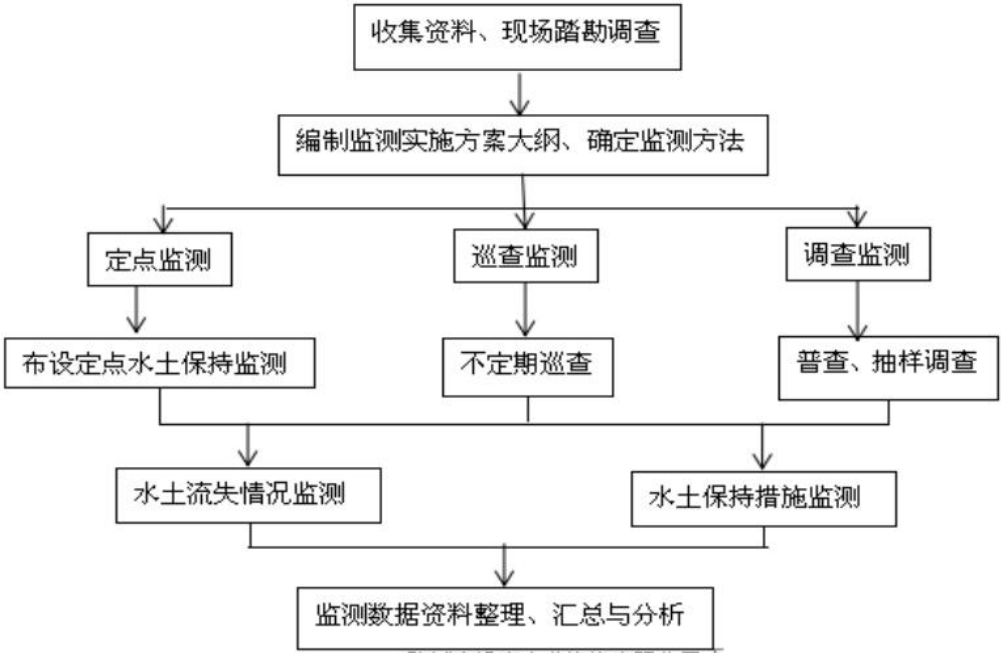 收集资料、现场踏勘调查
编制监测实施方案大纲、确定监测方法
定点监测
巡查监测
调查监测
布设定点水土保持监测
不定期巡查
普查、抽样调查
水土流失情况监测
水土保持措施监测
监测数据资料整理、汇总与分析